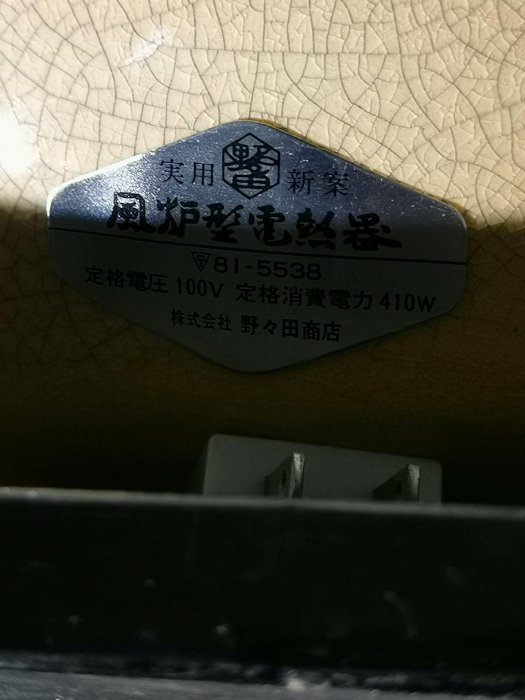 実用 新案
風炉型電熱器
〒81-5538
定格電圧 100V 定格消費電力 410W
株式会社 野々田商店